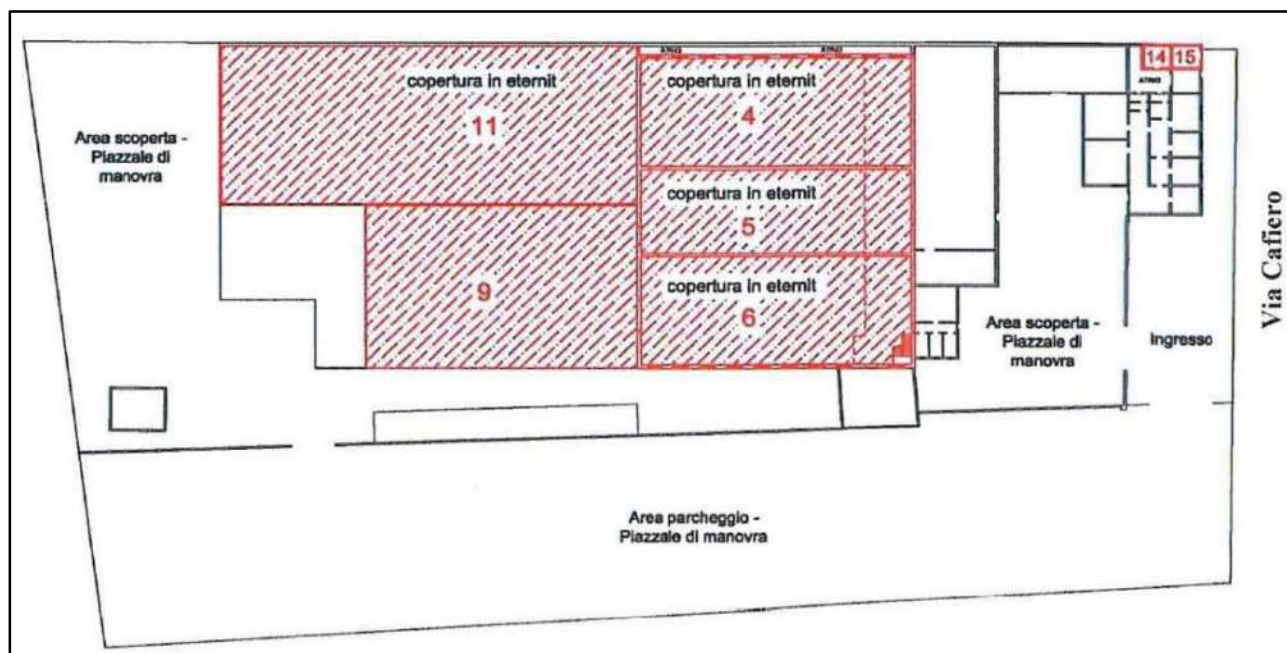 copertura in eternit
11
copertura in eternit
4
14 15
Area scoperta -
Piazzale di
manovra
copertura in eternit
5
9
copertura in eternit
6
Area scoperta -
Piazzale di
manovra
Ingresso
Via Cafiero
Area parcheggio -
Piazzale di manovra